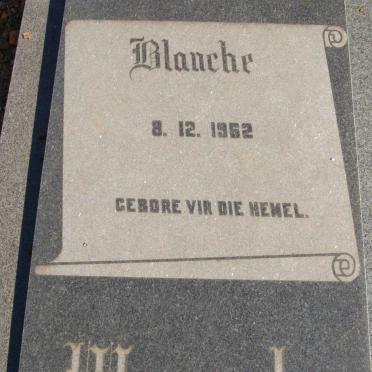 Blanche
8. 12. 1962
GEBORE VIR DIE HEMEL.